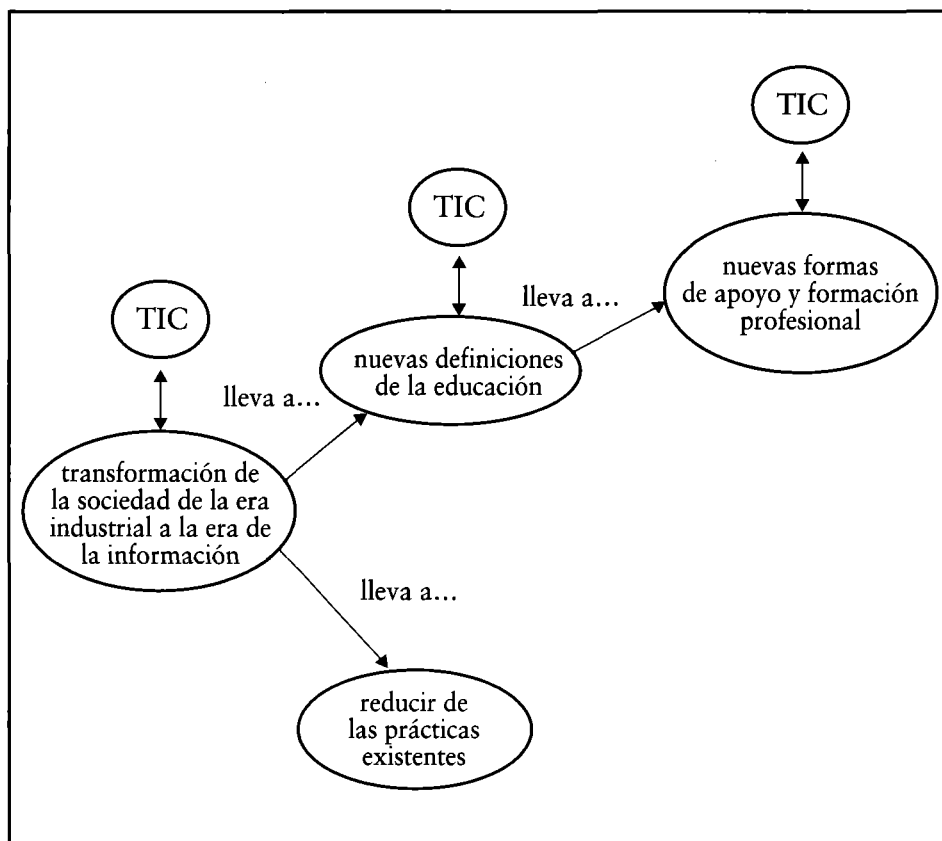 TIC
TIC
nuevas formas
de apoyo y formación
profesional
lleva a...
TIC
nuevas definiciones
de la educación
lleva a...
transformación de
la sociedad de la era
industrial a la era de
la información
lleva a...
reducir de
las prácticas
existentes